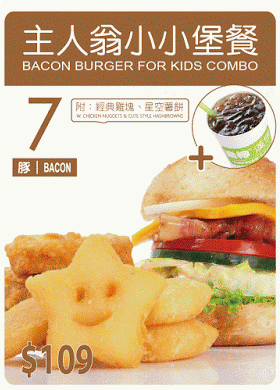 主人翁小小堡餐
BACON BURGER FOR KIDS COMBO
7
附：經典雞塊、星空薯餅
W. CHICKEN NUGGETS & CUTE STYLE HASHBROWNS
豚 | BACON
+
$109